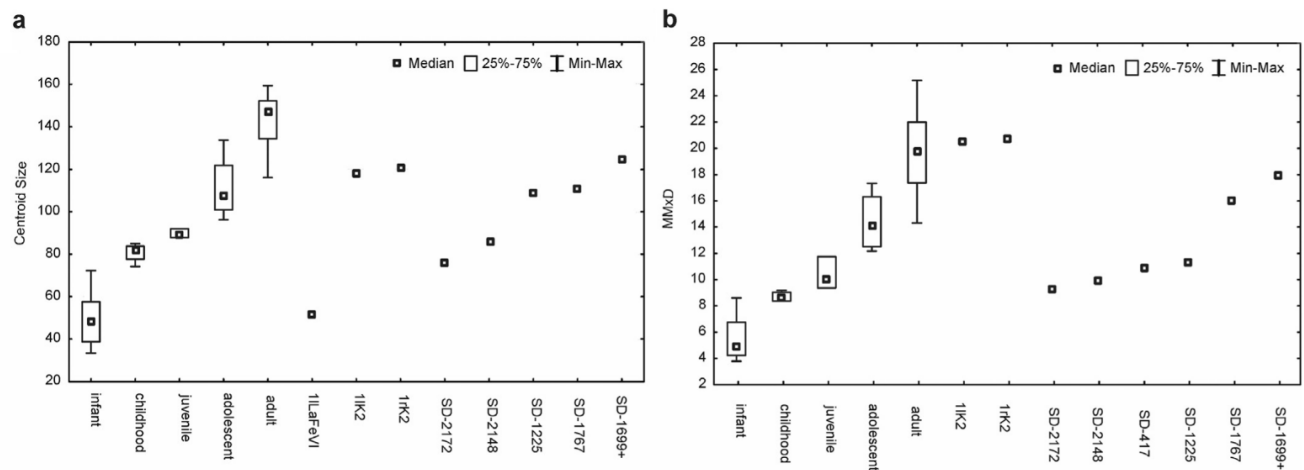 a
180
160
140
120
100
80
60
40
20
Centroid Size
Median 25%-75% Min-Max
infant
childhood
juvenile
adolescent
adult
1lLaFeVI
1lK2
1rK2
SD-2172
SD-2148
SD-1225
SD-1767
SD-1699+
b
28
26
24
22
20
18
16
14
12
10
8
6
4
2
MMxD
Median 25%-75% Min-Max
infant
childhood
juvenile
adolescent
adult
1lK2
1rK2
SD-2172
SD-2148
SD-417
SD-1225
SD-1767
SD-1699+